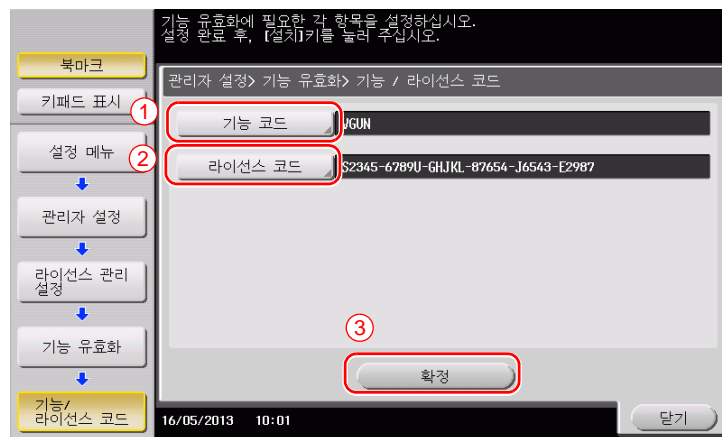 기능 유효화에 필요한 각 항목을 설정하십시오.
설정 완료 후, [설치]키를 눌러 주십시오.
북마크
키패드 표시
설정 메뉴
관리자 설정
라이선스 관리
설정
기능 유효화
기능/
라이선스 코드
관리자 설정> 기능 유효화> 기능 / 라이선스 코드
① 기능 코드 VGUN
② 라이선스 코드 S2345-6789U-GHJKL-87654-J6543-E2987
③
확정
16/05/2013 10:01
닫기